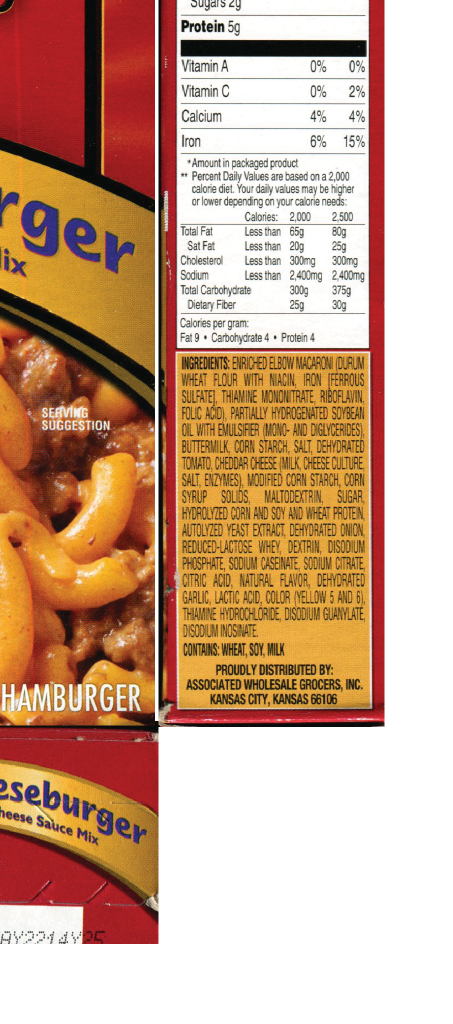 rger
ix
SERVING
SUGGESTION
HAMBURGER
eseburger
heese Sauce Mix
Sugars 2g
Protein 5g
Vitamin A 0% 0%
Vitamin C 0% 2%
Calcium 4% 4%
Iron 6% 15%
*Amount in packaged product
** Percent Daily Values are based on a 2,000
calorie diet. Your daily values may be higher
or lower depending on your calorie needs:
Calories: 2,000 2,500
Total Fat Less than 65g 80g
Sat Fat Less than 20g 25g
Cholesterol Less than 300mg 300mg
Sodium Less than 2,400mg 2,400mg
Total Carbohydrate 300g 375g
Dietary Fiber 25g 30g
Calories per gram:
Fat 9 • Carbohydrate 4 • Protein 4
INGREDIENTS: ENRICHED ELBOW MACARONI (DURUM
WHEAT FLOUR WITH NIACIN, IRON [FERROUS
SULFATE], THIAMINE MONONITRATE, RIBOFLAVIN,
FOLIC ACID), PARTIALLY HYDROGENATED SOYBEAN
OIL WITH EMULSIFIER (MONO- AND DIGLYCERIDES),
BUTTERMILK, CORN STARCH, SALT, DEHYDRATED
TOMATO, CHEDDAR CHEESE (MILK, CHEESE CULTURE,
SALT, ENZYMES), MODIFIED CORN STARCH, CORN
SYRUP SOLIDS, MALTODEXTRIN, SUGAR,
HYDROLYZED CORN AND SOY AND WHEAT PROTEIN,
AUTOLYZED YEAST EXTRACT, DEHYDRATED ONION,
REDUCED-LACTOSE WHEY, DEXTRIN, DISODIUM
PHOSPHATE, SODIUM CASEINATE, SODIUM CITRATE,
CITRIC ACID, NATURAL FLAVOR, DEHYDRATED
GARLIC, LACTIC ACID, COLOR (YELLOW 5 AND 6),
THIAMINE HYDROCHLORIDE, DISODIUM GUANYLATE,
DISODIUM INOSINATE.
CONTAINS: WHEAT, SOY, MILK
PROUDLY DISTRIBUTED BY:
ASSOCIATED WHOLESALE GROCERS, INC.
KANSAS CITY, KANSAS 66106